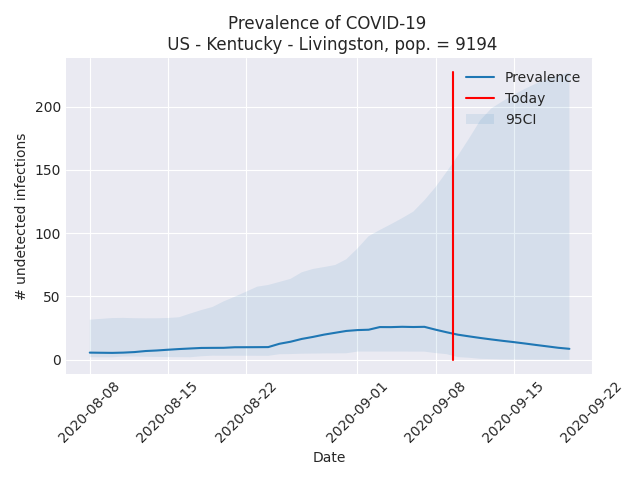 Prevalence of COVID-19
US - Kentucky - Livingston, pop. = 9194
Prevalence
Today
95CI
200
150
100
50
0
# undetected infections
2020-08-08
2020-08-15
2020-08-22
2020-09-01
2020-09-08
2020-09-15
2020-09-22
Date